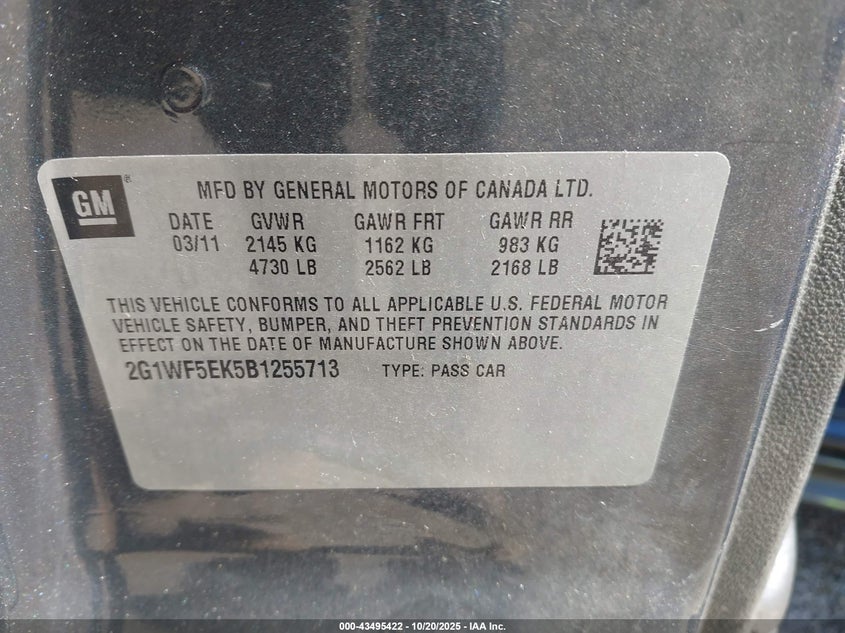 GM®
MFD BY GENERAL MOTORS OF CANADA LTD.
DATE GVWR GAWR FRT GAWR RR
03/11 2145 KG 1162 KG 983 KG
4730 LB 2562 LB 2168 LB
THIS VEHICLE CONFORMS TO ALL APPLICABLE U.S. FEDERAL MOTOR
VEHICLE SAFETY, BUMPER, AND THEFT PREVENTION STANDARDS IN
EFFECT ON THE DATE OF MANUFACTURE SHOWN ABOVE.
2G1WF5EK5B1255713 TYPE: PASS CAR
000-43495422 - 10/20/2025 - IAA Inc.